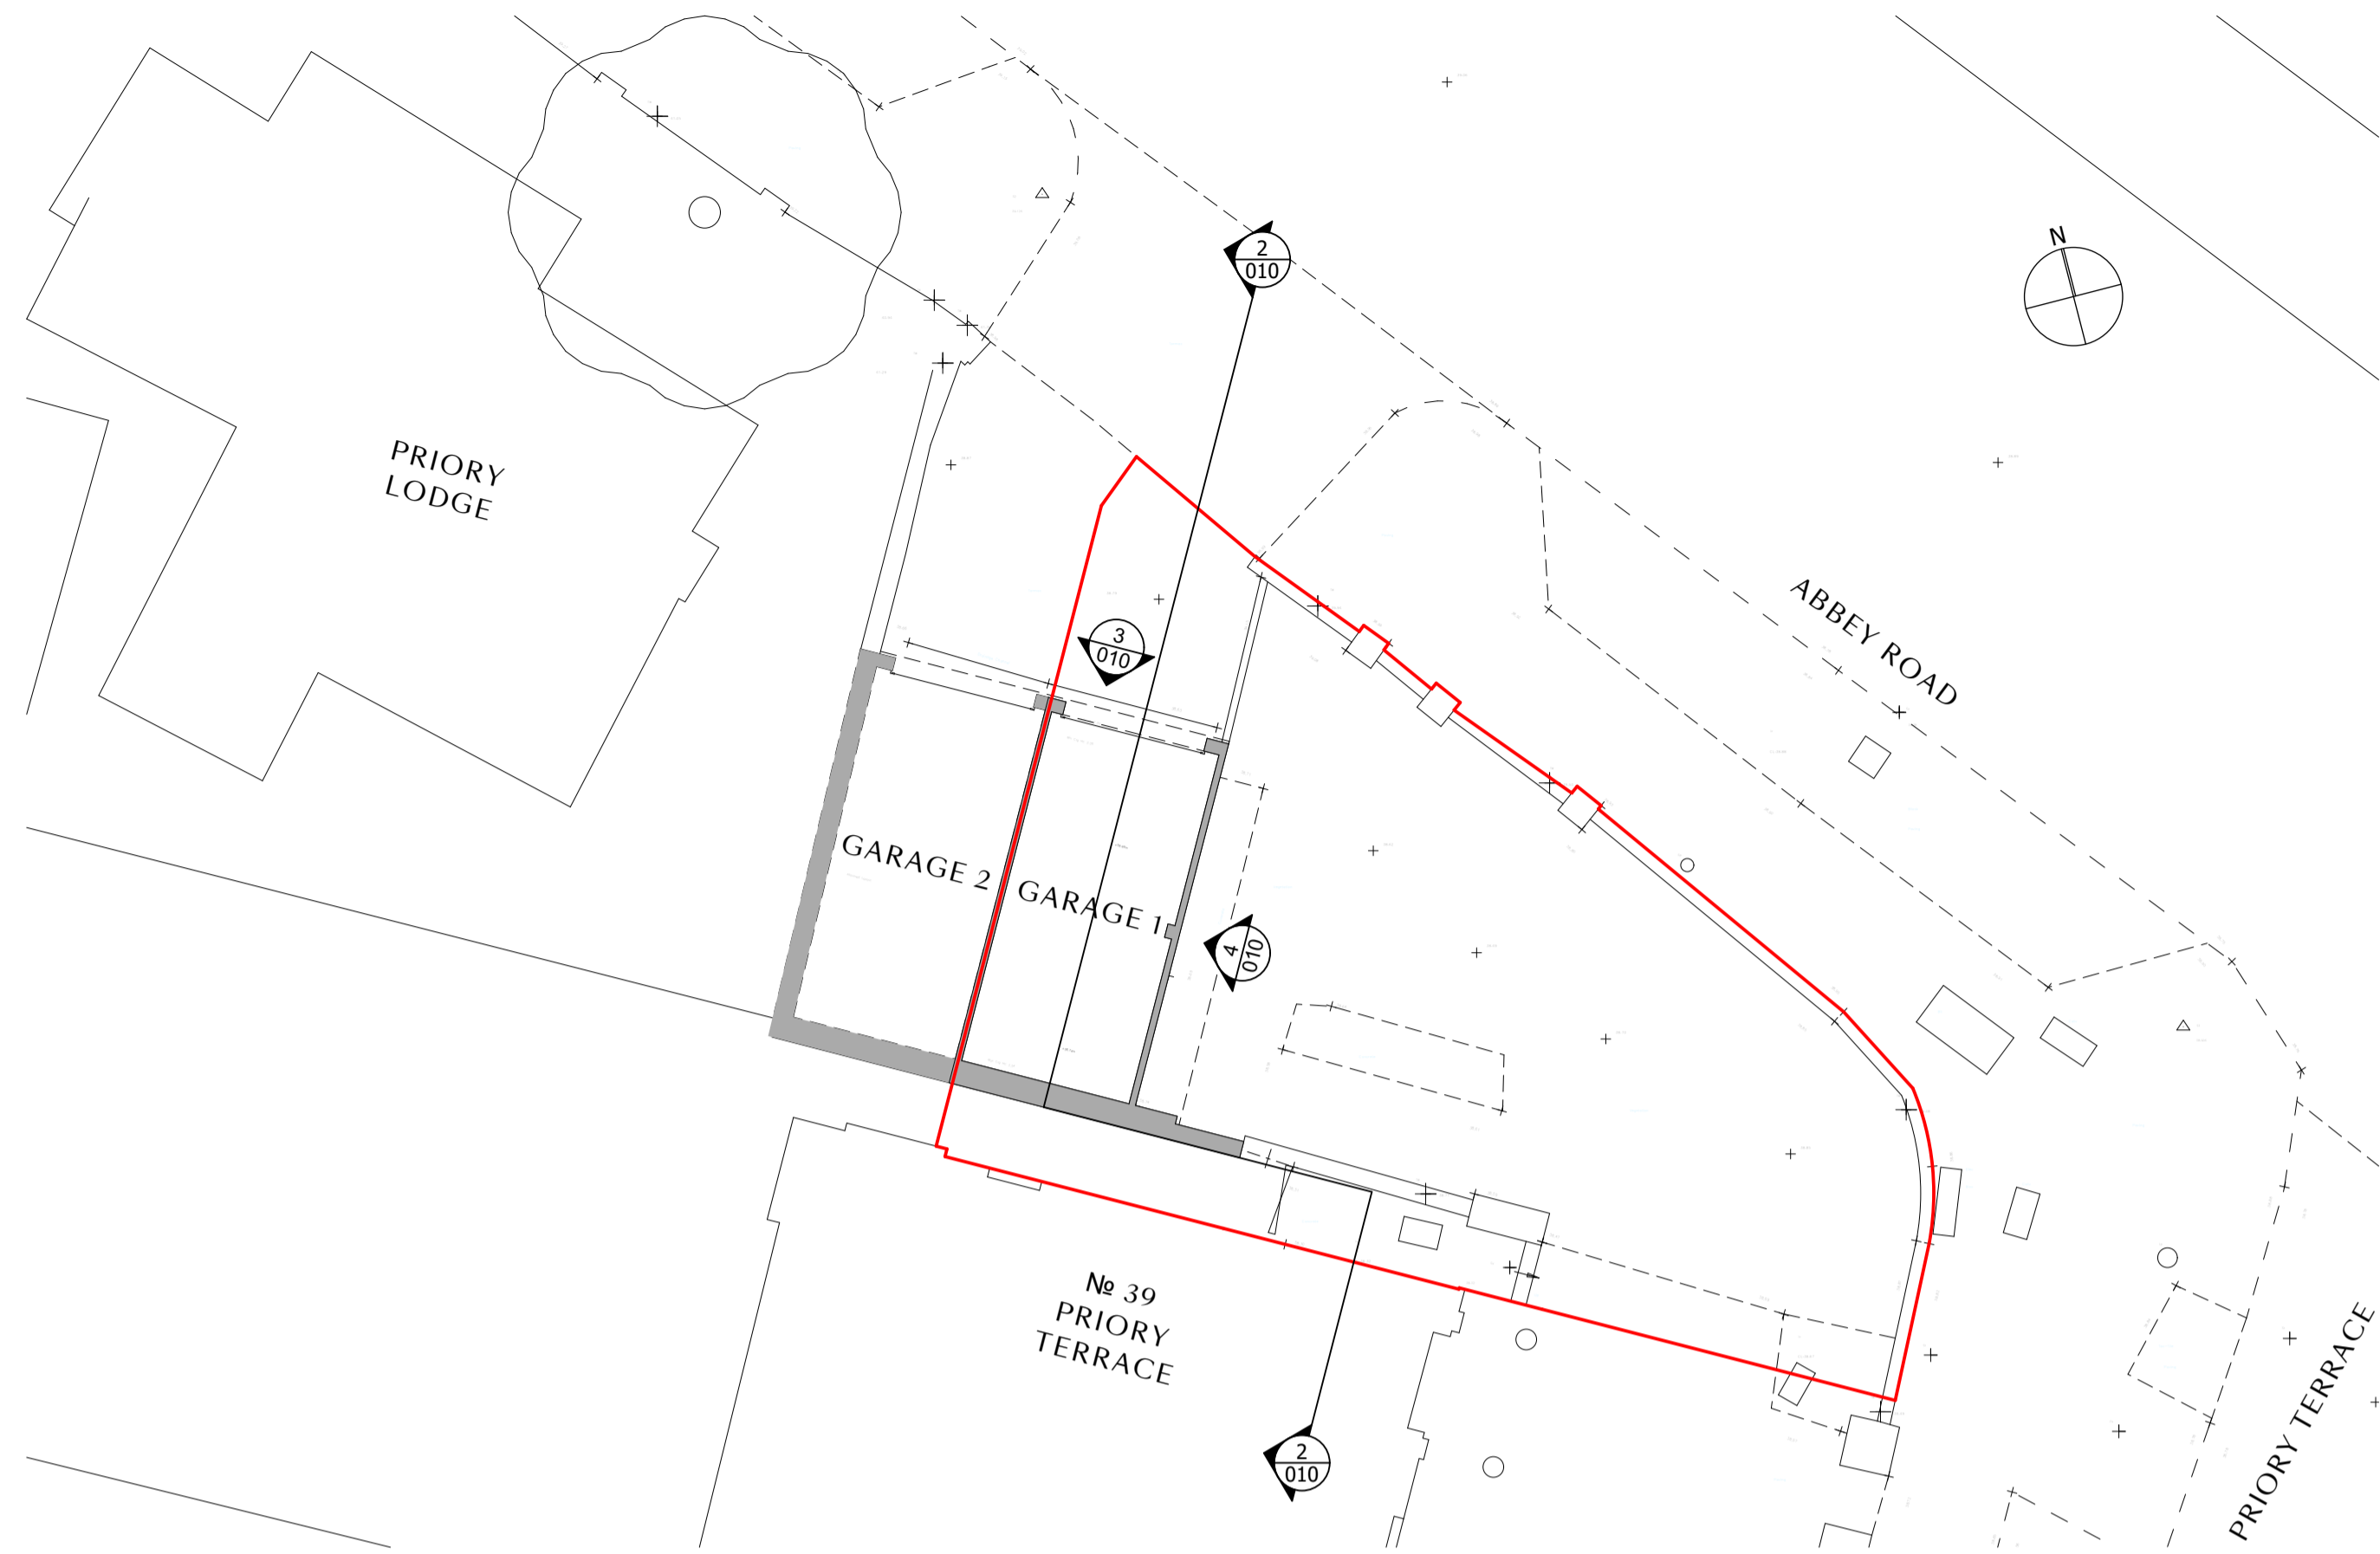 N
2
010
PRIORY
LODGE
ABBEY ROAD
3
010
GARAGE 2
GARAGE 1
4
010
№ 39
PRIORY
TERRACE
2
010
PRIORY TERRACE